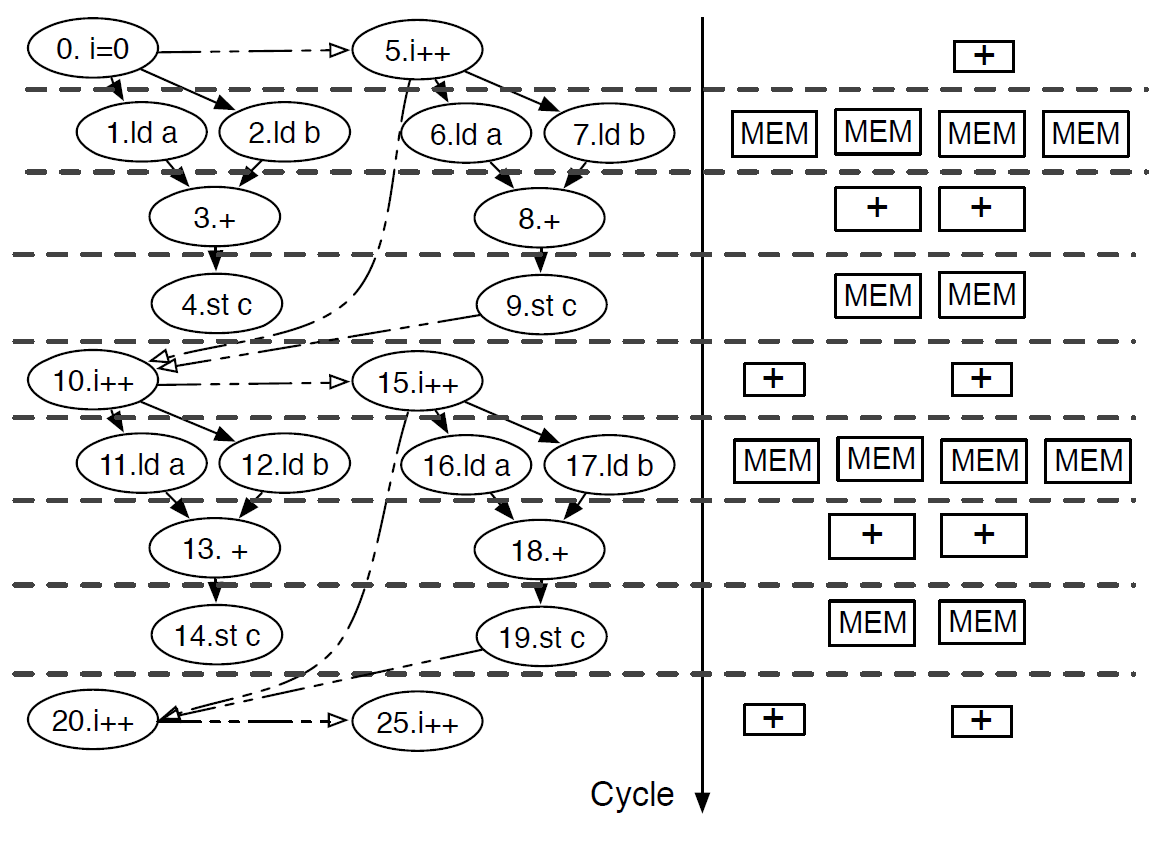 0. i=0 5.i++ +
1.ld a 2.ld b 6.ld a 7.ld b MEM MEM MEM MEM
3.+ 8.+ + +
4.st c 9.st c MEM MEM
10.i++ 15.i++ + +
11.ld a 12.ld b 16.ld a 17.ld b MEM MEM MEM MEM
13. + 18.+ + +
14.st c 19.st c MEM MEM
20.i++ 25.i++ + +
Cycle